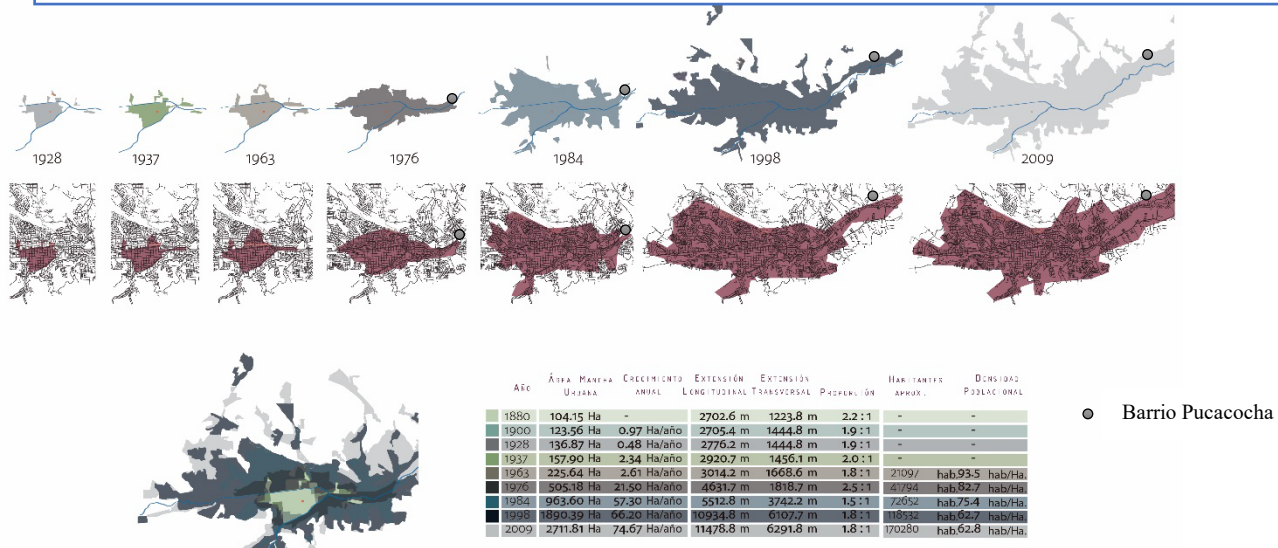 1928
1937
1963
1976
1984
1998
2009
Año Área Mancha Urbana Crecimiento anual Extensión Longitudinal Extensión Transversal Proporción Habitantes aprox. Densidad Poblacional
1880 104.15 Ha - 2702.6 m 1223.8 m 2.2 : 1 - -
1900 123.56 Ha 0.97 Ha/año 2705.4 m 1444.8 m 1.9 : 1 - -
1928 136.87 Ha 0.48 Ha/año 2776.2 m 1444.8 m 1.9 : 1 - -
1937 157.90 Ha 2.34 Ha/año 2920.7 m 1456.1 m 2.0 : 1 - -
1963 225.64 Ha 2.61 Ha/año 3014.2 m 1668.6 m 1.8 : 1 21097 hab. 93.5 hab/Ha.
1976 505.18 Ha 21.50 Ha/año 4631.7 m 1818.7 m 2.5 : 1 41794 hab. 82.7 hab/Ha.
1984 963.60 Ha 57.30 Ha/año 5512.8 m 3742.2 m 1.5 : 1 72652 hab. 75.4 hab/Ha.
1998 1890.39 Ha 66.20 Ha/año 10934.8 m 6107.7 m 1.8 : 1 118532 hab. 62.7 hab/Ha.
2009 2711.81 Ha 74.67 Ha/año 11478.8 m 6291.8 m 1.8 : 1 170280 hab. 62.8 hab/Ha.
Barrio Pucacocha